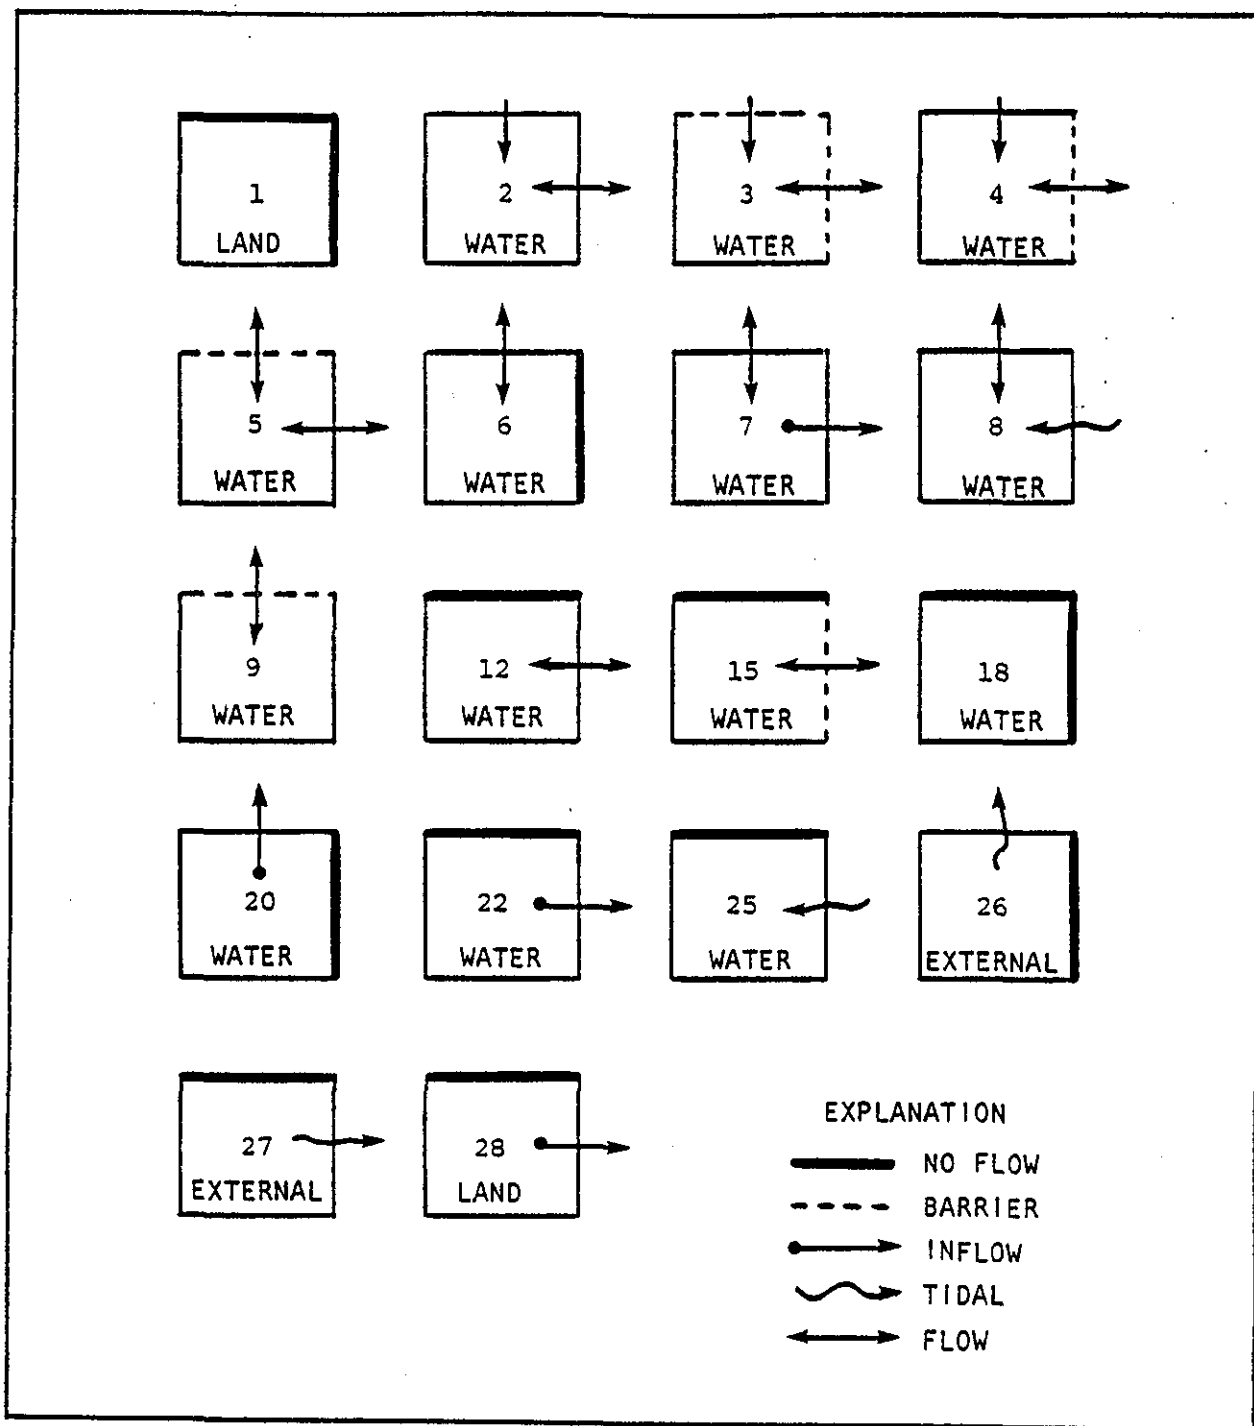 1
LAND
2
WATER
3
WATER
4
WATER
5
WATER
6
WATER
7
WATER
8
WATER
9
WATER
12
WATER
15
WATER
18
WATER
20
WATER
22
WATER
25
WATER
26
EXTERNAL
27
EXTERNAL
28
LAND
EXPLANATION
NO FLOW
BARRIER
INFLOW
TIDAL
FLOW